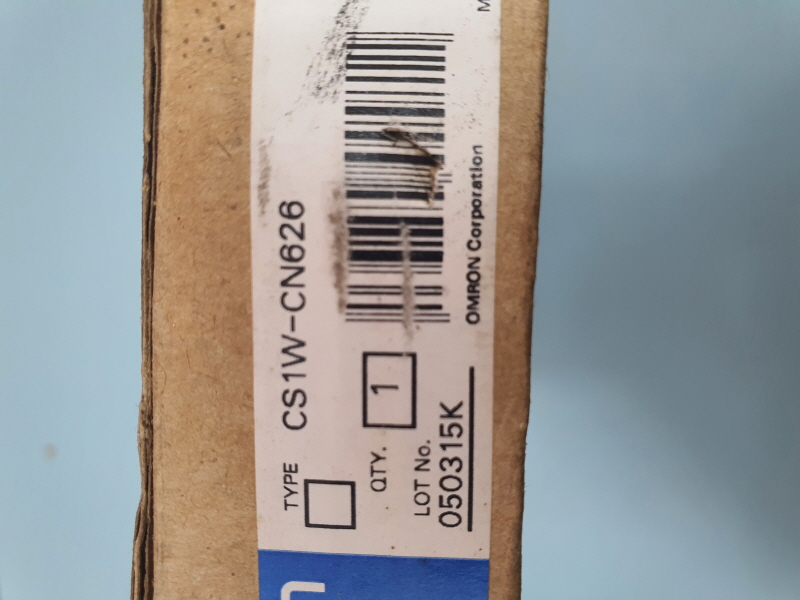 TYPE CS1W-CN626
QTY. 1
LOT No.
050315K
OMRON Corporation